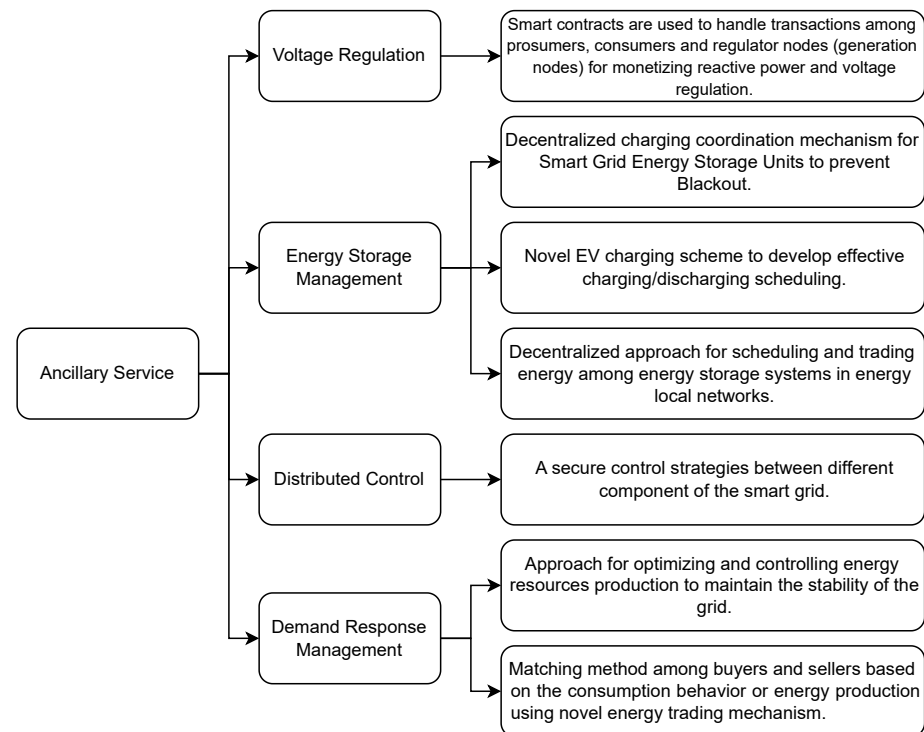 Voltage Regulation
Smart contracts are used to handle transactions among
prosumers, consumers and regulator nodes (generation
nodes) for monetizing reactive power and voltage
regulation.
Decentralized charging coordination mechanism for
Smart Grid Energy Storage Units to prevent
Blackout.
Energy Storage
Management
Novel EV charging scheme to develop effective
charging/discharging scheduling.
Ancillary Service
Decentralized approach for scheduling and trading
energy among energy storage systems in energy
local networks.
Distributed Control
A secure control strategies between different
component of the smart grid.
Approach for optimizing and controlling energy
resources production to maintain the stability of the
grid.
Demand Response
Management
Matching method among buyers and sellers based
on the consumption behavior or energy production
using novel energy trading mechanism.